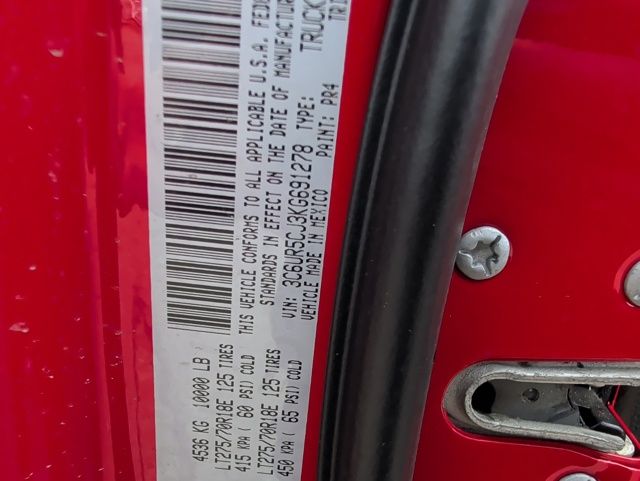 4536 KG 10000 LB
LT275/70R18E 125 TIRES
415 KPA ( 60 PSI) COLD
LT275/70R18E 125 TIRES
450 KPA ( 65 PSI) COLD
THIS VEHICLE CONFORMS TO ALL APPLICABLE U.S.A. FEDE
STANDARDS IN EFFECT ON THE DATE OF MANUFACTUR
VIN: 3C6UR5CJ3KG691278 TYPE: TRUCK
VEHICLE MADE IN MEXICO PAINT: PR4